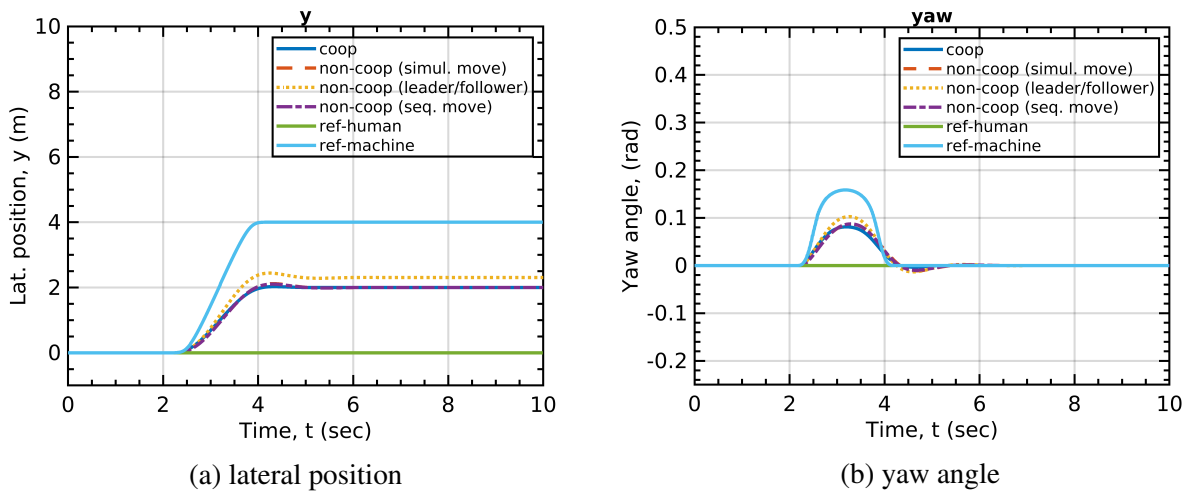 y
10
8
6
4
2
0
Lat. position, y (m)
coop
non-coop (simul. move)
non-coop (leader/follower)
non-coop (seq. move)
ref-human
ref-machine
0 2 4 6 8 10
Time, t (sec)
(a) lateral position
yaw
0.5
0.4
0.3
0.2
0.1
0
-0.1
-0.2
Yaw angle, (rad)
coop
non-coop (simul. move)
non-coop (leader/follower)
non-coop (seq. move)
ref-human
ref-machine
0 2 4 6 8 10
Time, t (sec)
(b) yaw angle